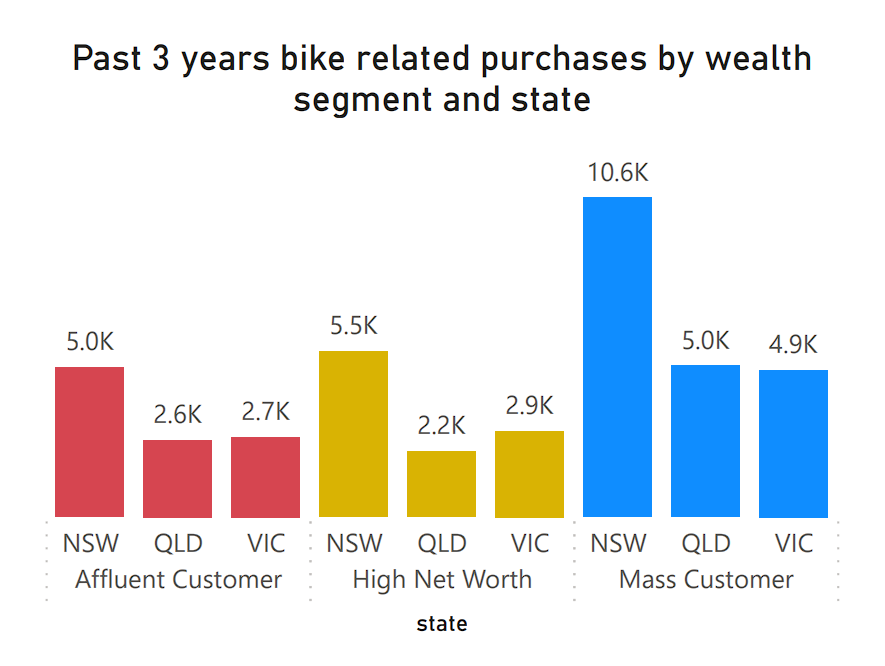 Past 3 years bike related purchases by wealth
segment and state
10.6K
5.0K
5.5K
5.0K
4.9K
2.6K
2.7K
2.2K
2.9K
NSW QLD VIC NSW QLD VIC NSW QLD VIC
Affluent Customer High Net Worth Mass Customer
state